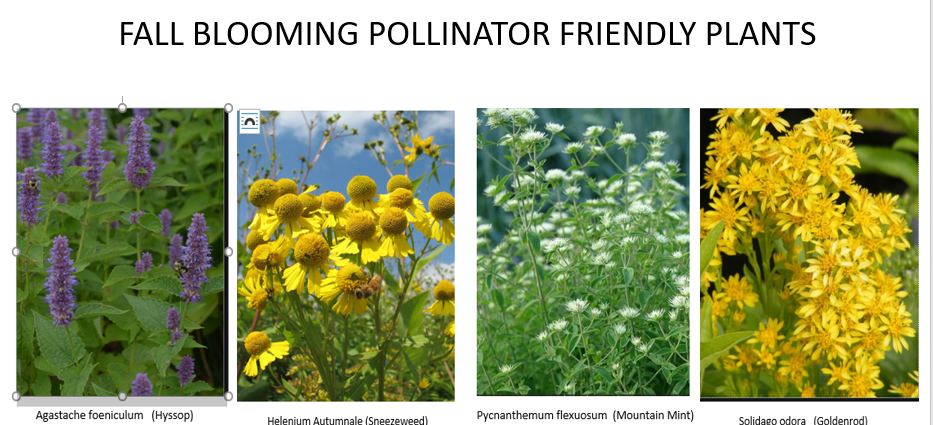 FALL BLOOMING POLLINATOR FRIENDLY PLANTS
Agastache foeniculum (Hyssop)
Helenium Autumnale (Sneezeweed)
Pycnanthemum flexuosum (Mountain Mint)
Solidago odora (Goldenrod)